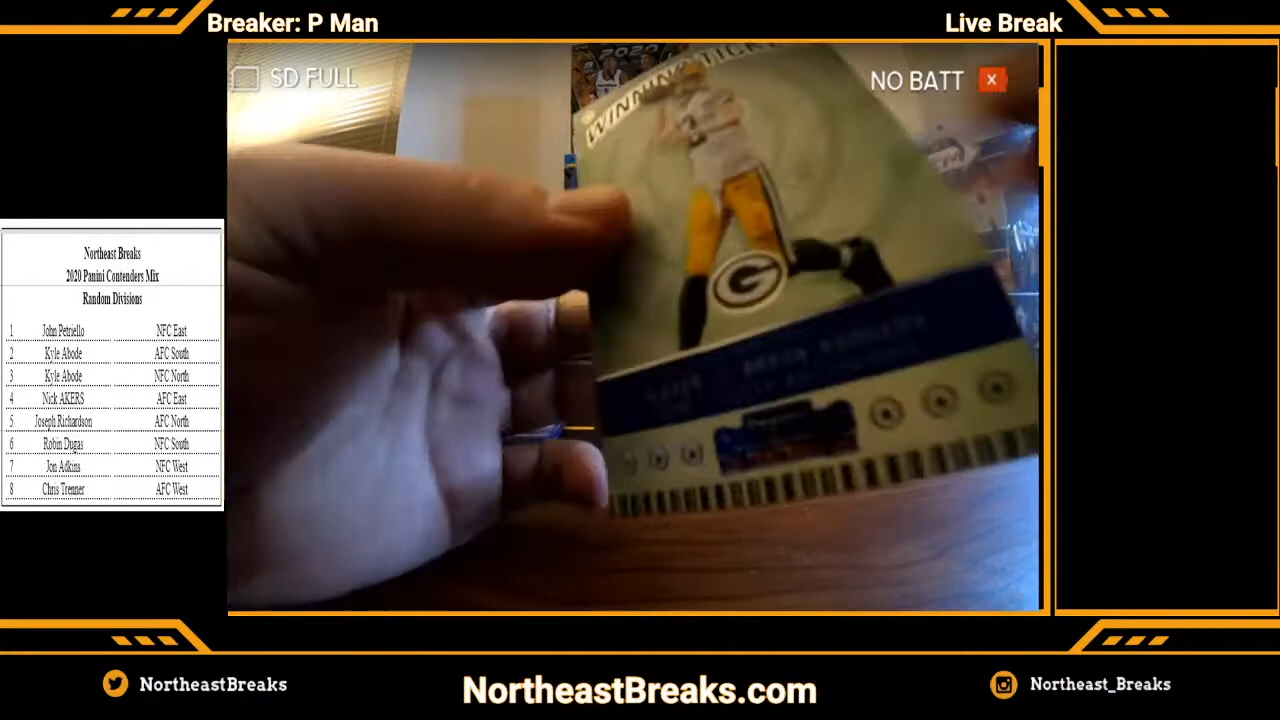 Breaker: P Man
Live Break
SD FULL
NO BATT
2020
WINNING TICKET
G
Northeast Breaks
2020 Panini Contenders Mix
Random Divisions
1 John Petriello NFC East
2 Kyle Abode AFC South
3 Kyle Abode NFC North
4 Nick AKERS AFC East
5 Joseph Richardson AFC North
6 Robin Dugas NFC South
7 Jon Adkins NFC West
8 Chris Trenner AFC West
NortheastBreaks
NortheastBreaks.com
Northeast_Breaks